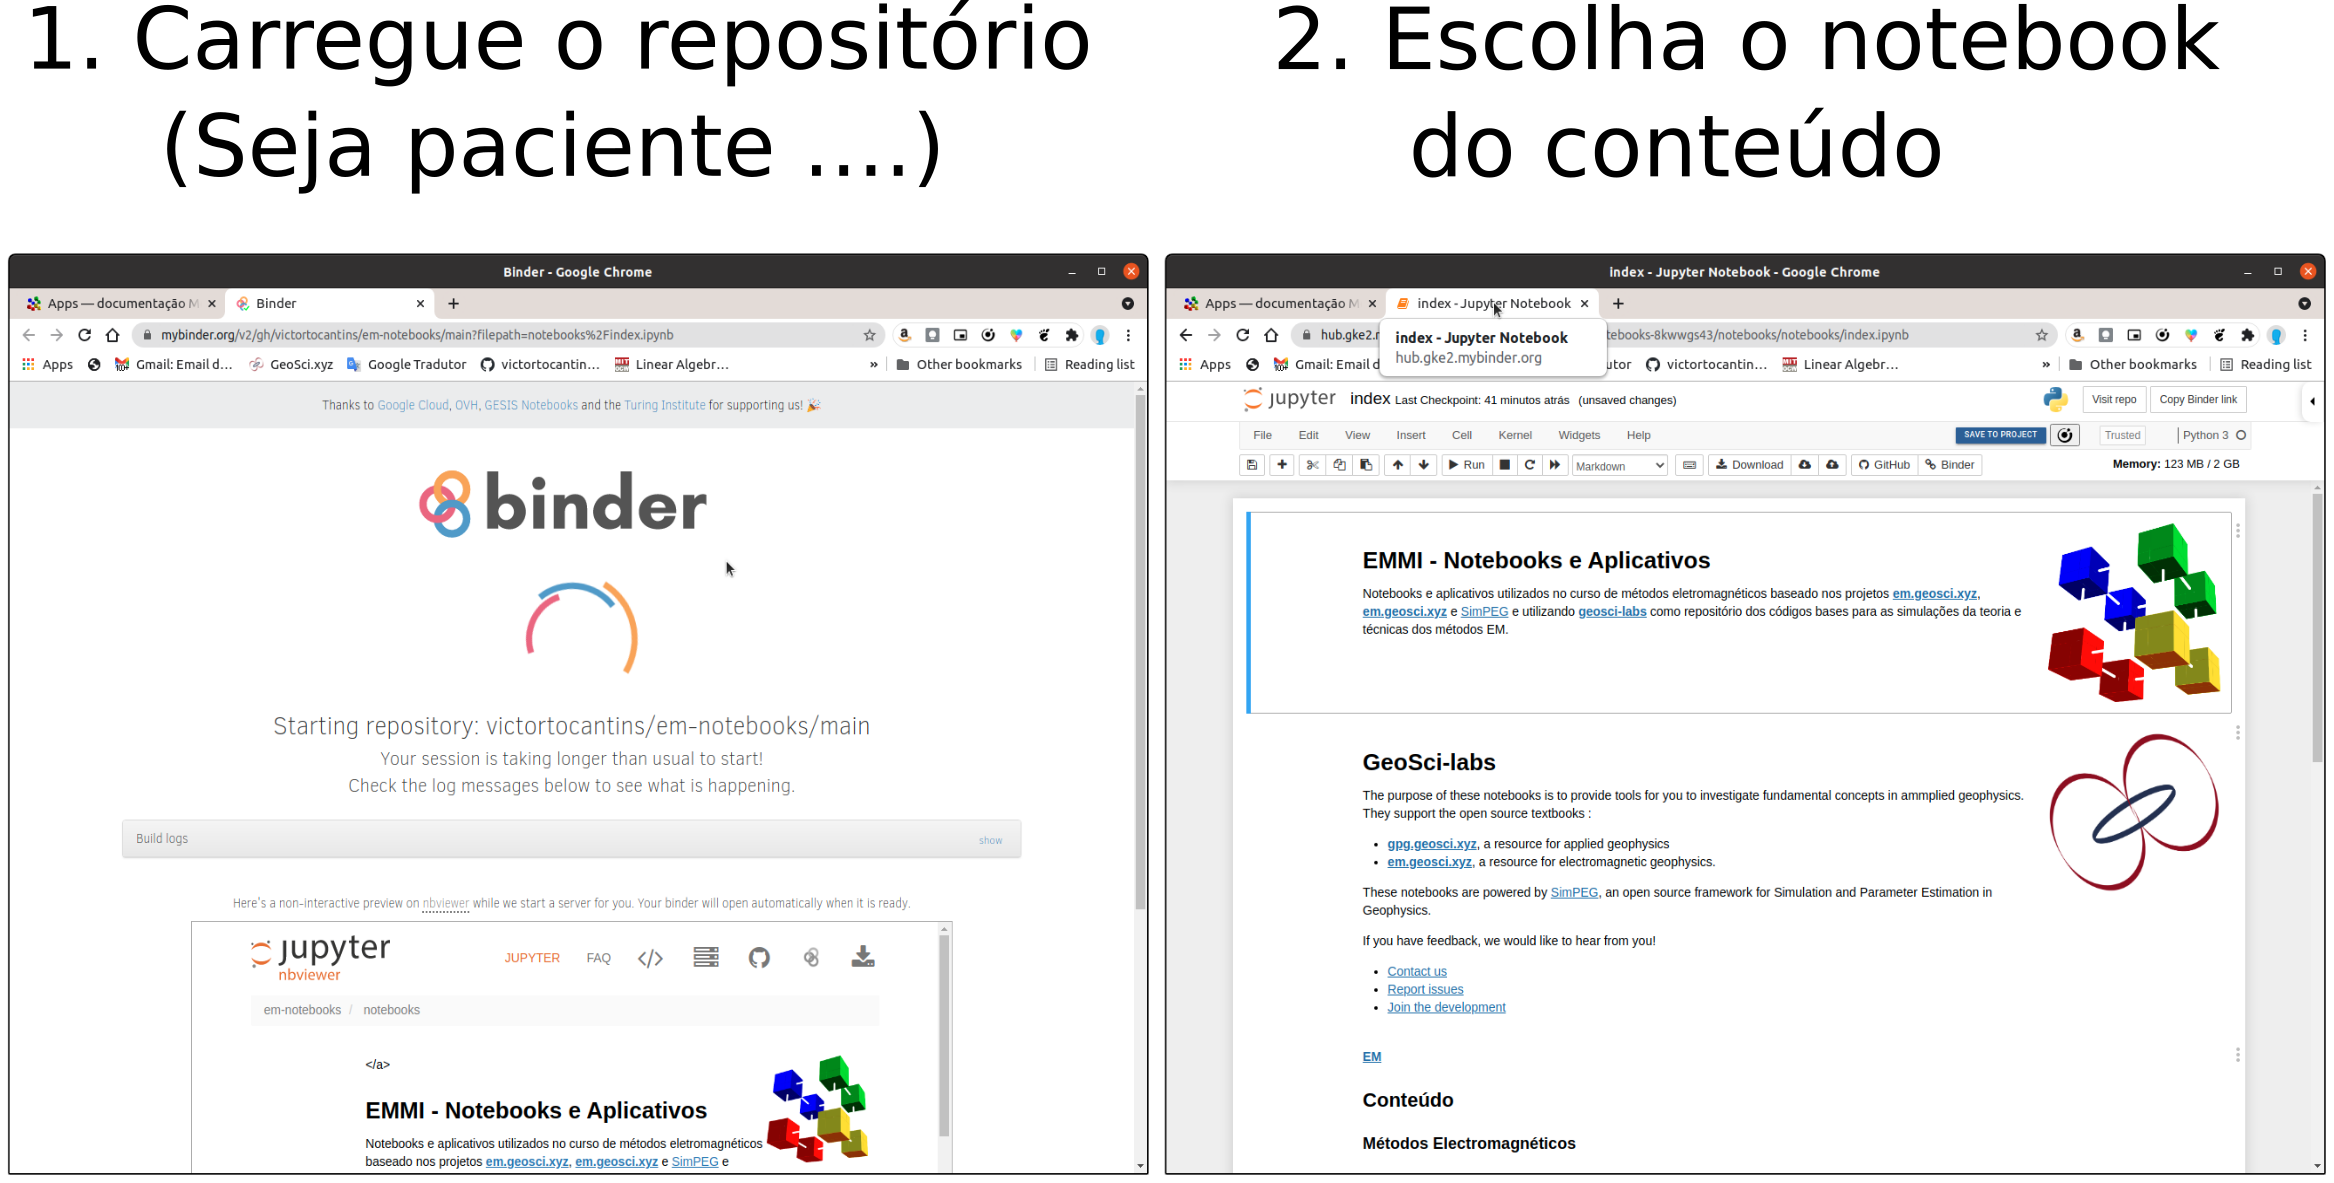 1. Carregue o repositório
(Seja paciente ....)
2. Escolha o notebook
do conteúdo
Binder - Google Chrome
Apps — documentação M
Binder
mybinder.org/v2/gh/victortocantins/em-notebooks/main?filepath=notebooks%2Findex.ipynb
Apps
Gmail: Email d...
GeoSci.xyz
Google Tradutor
victortocantin...
Linear Algebr...
»
Other bookmarks
Reading list
Thanks to Google Cloud, OVH, GESIS Notebooks and the Turing Institute for supporting us! 🎉
binder
Starting repository: victortocantins/em-notebooks/main
Your session is taking longer than usual to start!
Check the log messages below to see what is happening.
Build logs
show
Here's a non-interactive preview on nbviewer while we start a server for you. Your binder will open automatically when it is ready.
jupyter
nbviewer
JUPYTER
FAQ
</>
em-notebooks / notebooks
</a>
EMMI - Notebooks e Aplicativos
Notebooks e aplicativos utilizados no curso de métodos eletromagnéticos
baseado nos projetos em.geosci.xyz, em.geosci.xyz e SimPEG e
index - Jupyter Notebook - Google Chrome
Apps — documentação M
index - Jupyter Notebook
hub.gke2.r
tebooks-8kwwgs43/notebooks/notebooks/index.ipynb
index - Jupyter Notebook
hub.gke2.mybinder.org
Apps
Gmail: Email d
utor
victortocantin...
Linear Algebr...
»
Other bookmarks
Reading list
jupyter index Last Checkpoint: 41 minutos atrás (unsaved changes)
Visit repo
Copy Binder link
File Edit View Insert Cell Kernel Widgets Help
SAVE TO PROJECT
Trusted
Python 3
Run
Markdown
Download
GitHub
Binder
Memory: 123 MB / 2 GB
EMMI - Notebooks e Aplicativos
Notebooks e aplicativos utilizados no curso de métodos eletromagnéticos baseado nos projetos em.geosci.xyz,
em.geosci.xyz e SimPEG e utilizando geosci-labs como repositório dos códigos bases para as simulações da teoria e
técnicas dos métodos EM.
GeoSci-labs
The purpose of these notebooks is to provide tools for you to investigate fundamental concepts in ammplied geophysics.
They support the open source textbooks :
• gpg.geosci.xyz, a resource for applied geophysics
• em.geosci.xyz, a resource for electromagnetic geophysics.
These notebooks are powered by SimPEG, an open source framework for Simulation and Parameter Estimation in
Geophysics.
If you have feedback, we would like to hear from you!
• Contact us
• Report issues
• Join the development
EM
Conteúdo
Métodos Electromagnéticos